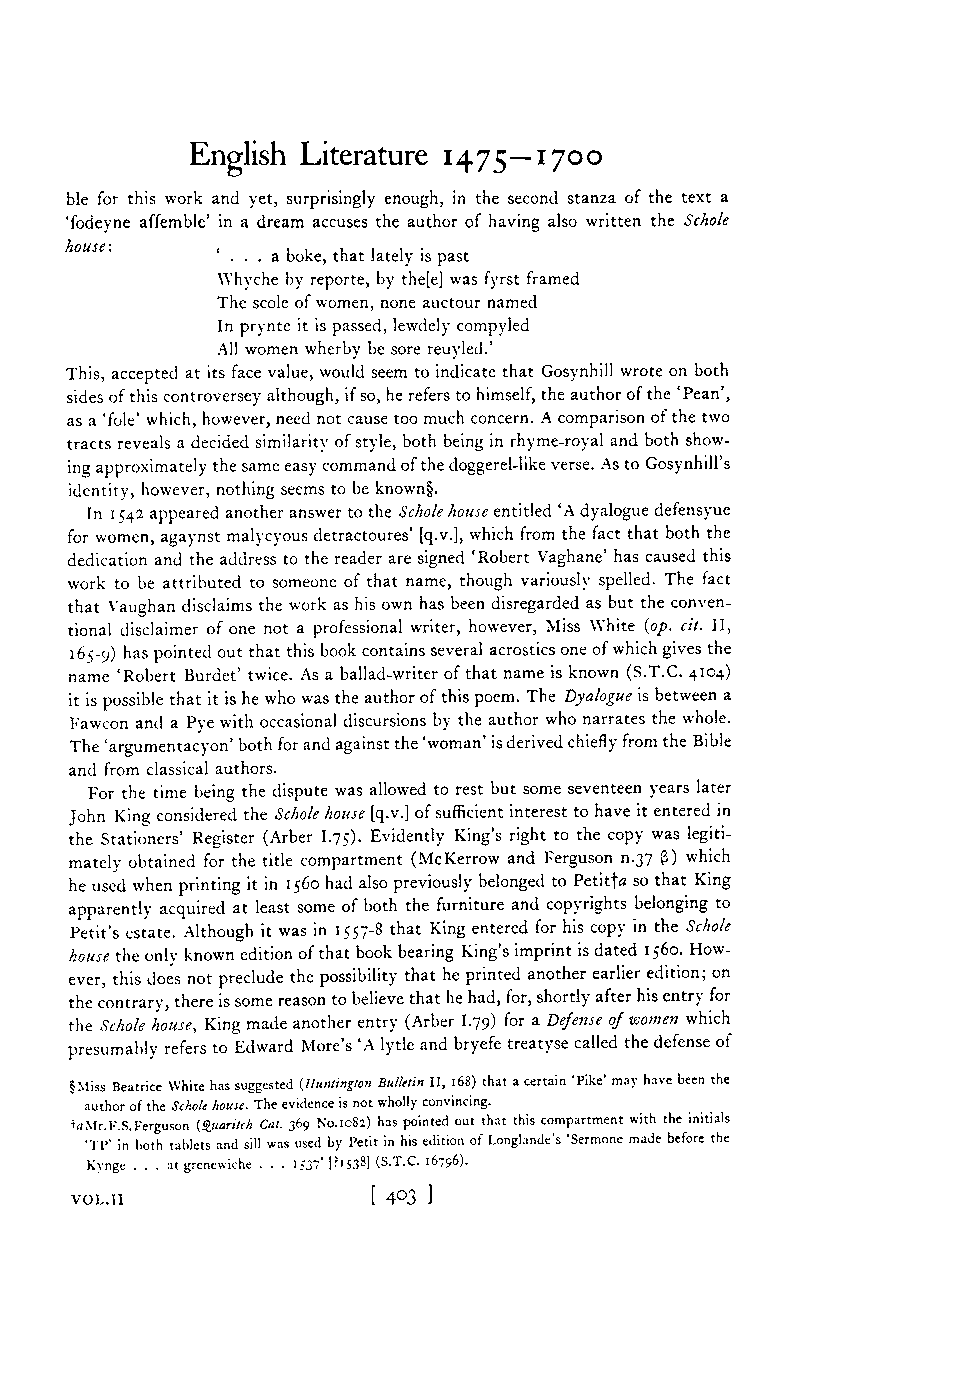 English Literature 1475—1700
ble for this work and yet, surprisingly enough, in the second stanza of the text a
'ſodeyne aſſemble' in a dream accuses the author of having also written the Schole
house:
' . . . a boke, that lately is past
Whyche by reporte, by the[e] was fyrst framed
The scole of women, none auctour named
In prynte it is passed, lewdely compyled
All women wherby be sore reuyled.'
This, accepted at its face value, would seem to indicate that Gosynhill wrote on both
sides of this controversey although, if so, he refers to himself, the author of the 'Pean',
as a 'fole' which, however, need not cause too much concern. A comparison of the two
tracts reveals a decided similarity of style, both being in rhyme-royal and both show-
ing approximately the same easy command of the doggerel-like verse. As to Gosynhill's
identity, however, nothing seems to be known§.
In 1542 appeared another answer to the Schole house entitled 'A dyalogue defensyue
for women, agaynst malycyous detractoures' [q.v.], which from the fact that both the
dedication and the address to the reader are signed 'Robert Vaghane' has caused this
work to be attributed to someone of that name, though variously spelled. The fact
that Vaughan disclaims the work as his own has been disregarded as but the conven-
tional disclaimer of one not a professional writer, however, Miss White (op. cit. II,
165-9) has pointed out that this book contains several acrostics one of which gives the
name 'Robert Burdet' twice. As a ballad-writer of that name is known (S.T.C. 4104)
it is possible that it is he who was the author of this poem. The Dyalogue is between a
Fawcon and a Pye with occasional discursions by the author who narrates the whole.
The 'argumentacyon' both for and against the 'woman' is derived chiefly from the Bible
and from classical authors.
For the time being the dispute was allowed to rest but some seventeen years later
John King considered the Schole house [q.v.] of sufficient interest to have it entered in
the Stationers' Register (Arber I.75). Evidently King's right to the copy was legiti-
mately obtained for the title compartment (McKerrow and Ferguson n.37 β) which
he used when printing it in 1560 had also previously belonged to Petit†a so that King
apparently acquired at least some of both the furniture and copyrights belonging to
Petit's estate. Although it was in 1557-8 that King entered for his copy in the Schole
house the only known edition of that book bearing King's imprint is dated 1560. How-
ever, this does not preclude the possibility that he printed another earlier edition; on
the contrary, there is some reason to believe that he had, for, shortly after his entry for
the Schole house, King made another entry (Arber I.79) for a Defense of women which
presumably refers to Edward More's 'A lytle and bryefe treatyse called the defense of
§Miss Beatrice White has suggested (Huntington Bulletin II, 168) that a certain 'Pike' may have been the
author of the Schole house. The evidence is not wholly convincing.
†aMr.F.S.Ferguson (Quaritch Cat. 369 No.1082) has pointed out that this compartment with the initials
'TP' in both tablets and sill was used by Petit in his edition of Longlande's 'Sermone made before the
Kynge . . . at grenewiche . . . 1537' [?1538] (S.T.C. 16796).
VOL.II [ 403 ]